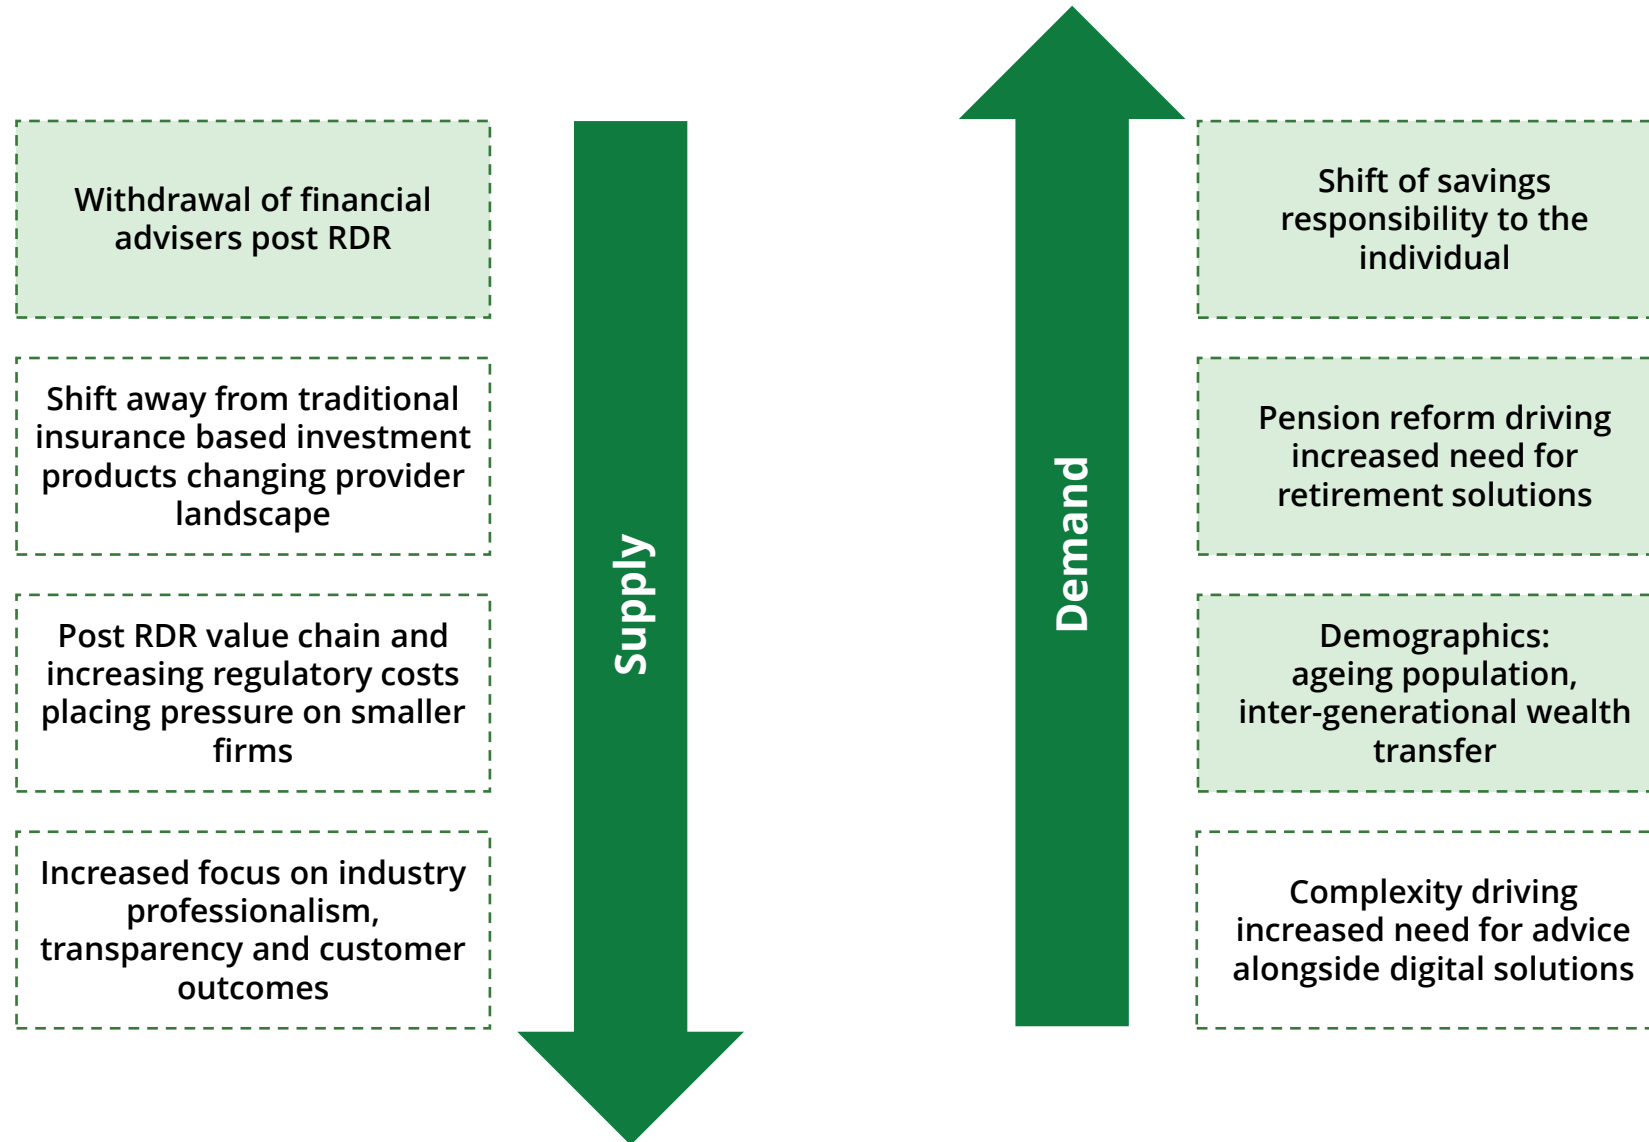 Withdrawal of financial
advisers post RDR
Shift away from traditional
insurance based investment
products changing provider
landscape
Post RDR value chain and
increasing regulatory costs
placing pressure on smaller
firms
Increased focus on industry
professionalism,
transparency and customer
outcomes
Supply
Demand
Shift of savings
responsibility to the
individual
Pension reform driving
increased need for
retirement solutions
Demographics:
ageing population,
inter-generational wealth
transfer
Complexity driving
increased need for advice
alongside digital solutions